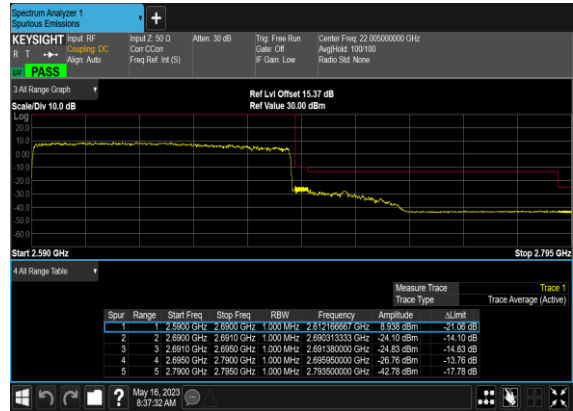 Spectrum Analyzer 1
Spurious Emissions
+
KEYSIGHT Input: RF Input Z: 50 Ω Atten: 30 dB Trig: Free Run Center Freq: 22.005000000 GHz
R T Coupling: DC Corr CCorr Gate: Off Avg|Hold: 100/100
Align: Auto Freq Ref: Int (S) IF Gain: Low Radio Std: None
LXI PASS
3 All Range Graph Ref Lvl Offset 15.37 dB
Scale/Div 10.0 dB Ref Value 30.00 dBm
Log
20.0
10.0
0.00
-10.0
-20.0
-30.0
-40.0
-50.0
-60.0
Start 2.590 GHz Stop 2.795 GHz
4 All Range Table
Measure Trace Trace 1
Trace Type Trace Average (Active)
Spur Range Start Freq Stop Freq RBW Frequency Amplitude ΔLimit
1 1 2.5900 GHz 2.6900 GHz 1.000 MHz 2.612166667 GHz 8.938 dBm -21.06 dB
2 2 2.6900 GHz 2.6910 GHz 1.000 MHz 2.690313333 GHz -24.10 dBm -14.10 dB
3 3 2.6910 GHz 2.6950 GHz 1.000 MHz 2.691380000 GHz -24.83 dBm -14.83 dB
4 4 2.6950 GHz 2.7900 GHz 1.000 MHz 2.695950000 GHz -26.76 dBm -13.76 dB
5 5 2.7900 GHz 2.7950 GHz 1.000 MHz 2.793500000 GHz -42.78 dBm -17.78 dB
? May 16, 2023
8:37:32 AM